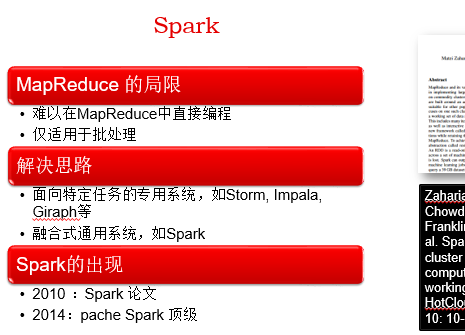 Spark
MapReduce 的局限
• 难以在MapReduce中直接编程
• 仅适用于批处理
解决思路
• 面向特定任务的专用系统，如Storm, Impala,
Giraph等
• 融合式通用系统，如Spark
Spark的出现
• 2010 ：Spark 论文
• 2014：pache Spark 顶级
Matei Zahar
Abstract
MapReduce and its v
Zaharia
Chowd
Franklin
al. Spa
cluster
comput
working
HotClou
10: 10-